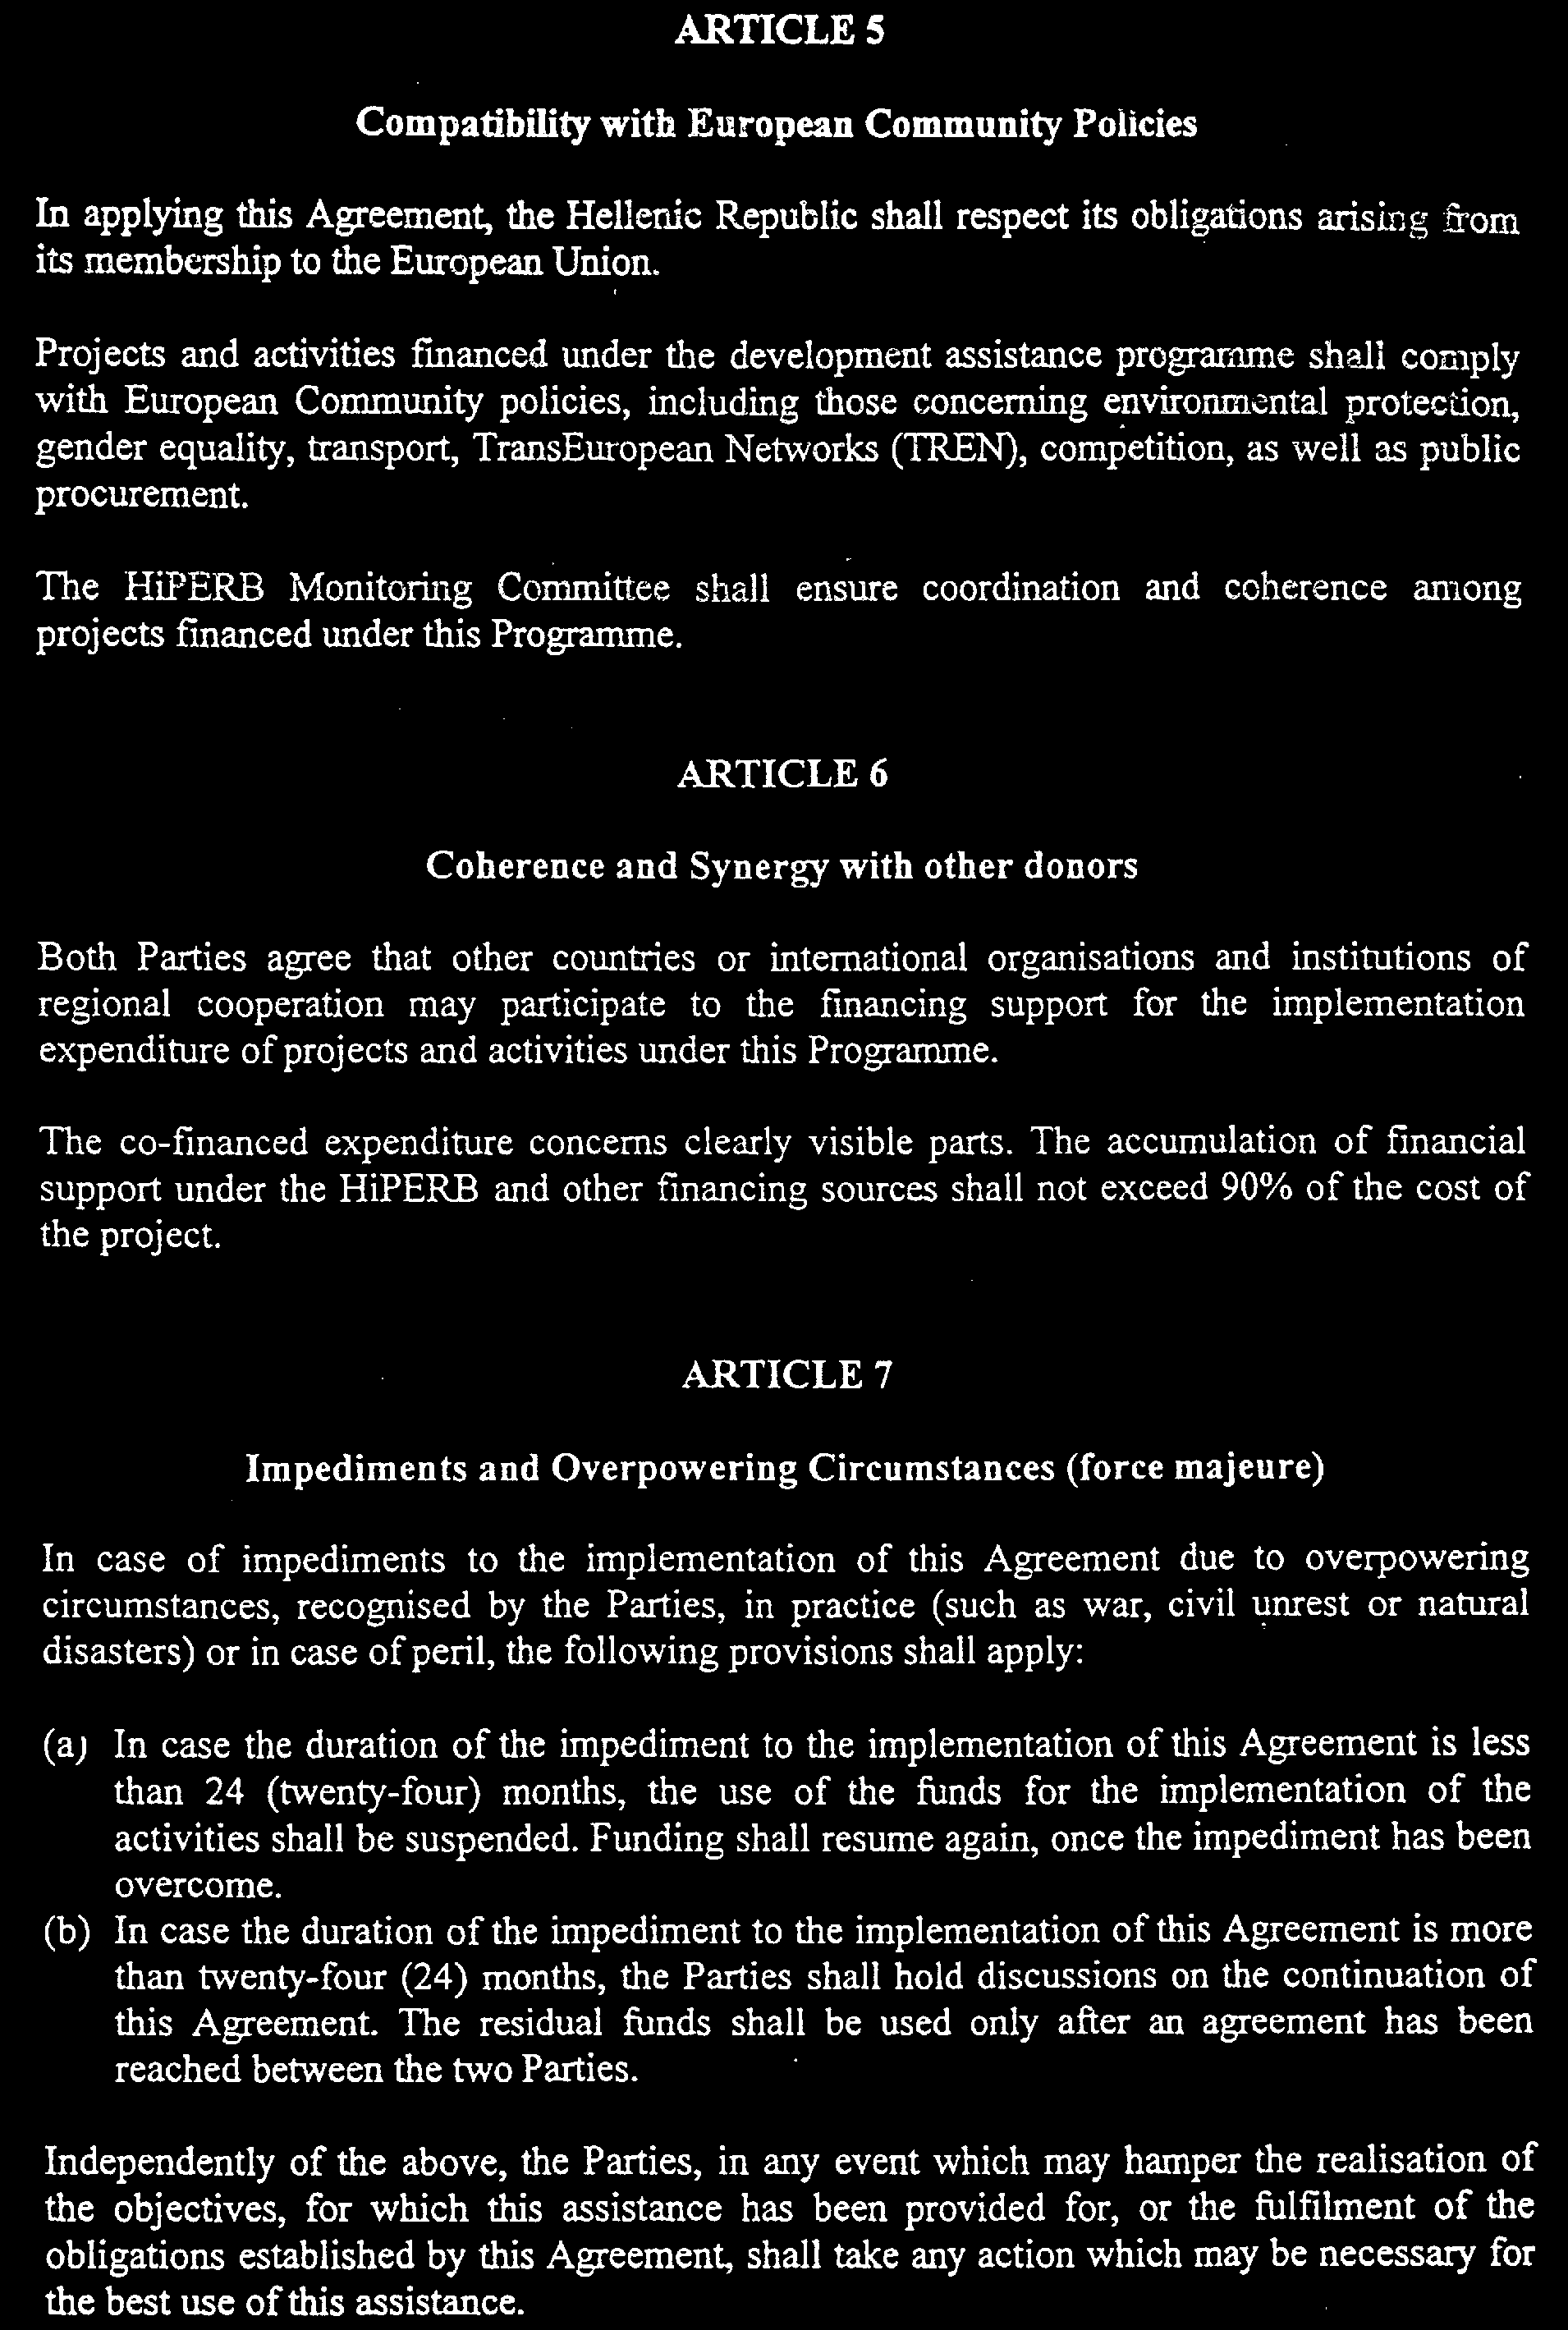 ARTICLE 5
Compatibility with European Community Policies
In applying this Agreement, the Hellenic Republic shall respect its obligations arising from
its membership to the European Union.
Projects and activities financed under the development assistance programme shall comply
with European Community policies, including those concerning environmental protection,
gender equality, transport, TransEuropean Networks (TREN), competition, as well as public
procurement.
The HiPERB Monitoring Committee shall ensure coordination and coherence among
projects financed under this Programme.
ARTICLE 6
Coherence and Synergy with other donors
Both Parties agree that other countries or international organisations and institutions of
regional cooperation may participate to the financing support for the implementation
expenditure of projects and activities under this Programme.
The co-financed expenditure concerns clearly visible parts. The accumulation of financial
support under the HiPERB and other financing sources shall not exceed 90% of the cost of
the project.
ARTICLE 7
Impediments and Overpowering Circumstances (force majeure)
In case of impediments to the implementation of this Agreement due to overpowering
circumstances, recognised by the Parties, in practice (such as war, civil unrest or natural
disasters) or in case of peril, the following provisions shall apply:
(a) In case the duration of the impediment to the implementation of this Agreement is less
than 24 (twenty-four) months, the use of the funds for the implementation of the
activities shall be suspended. Funding shall resume again, once the impediment has been
overcome.
(b) In case the duration of the impediment to the implementation of this Agreement is more
than twenty-four (24) months, the Parties shall hold discussions on the continuation of
this Agreement. The residual funds shall be used only after an agreement has been
reached between the two Parties.
Independently of the above, the Parties, in any event which may hamper the realisation of
the objectives, for which this assistance has been provided for, or the fulfilment of the
obligations established by this Agreement, shall take any action which may be necessary for
the best use of this assistance.